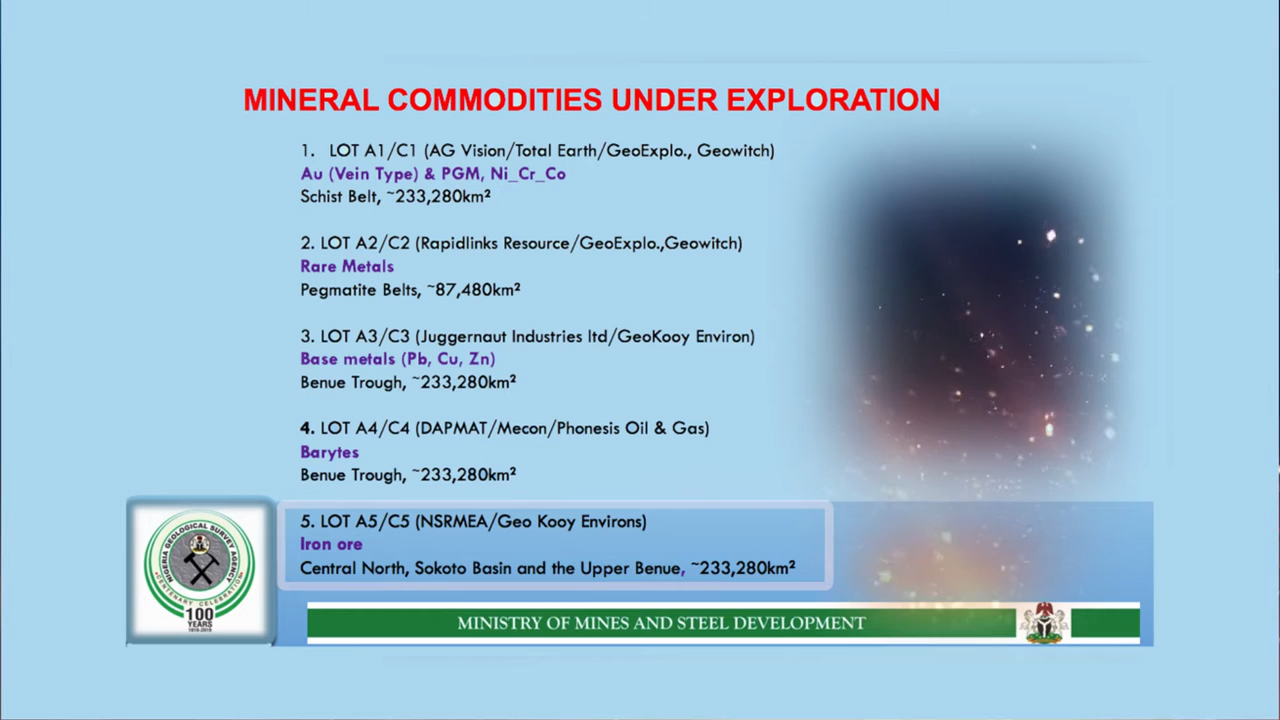 MINERAL COMMODITIES UNDER EXPLORATION
1. LOT A1/C1 (AG Vision/Total Earth/GeoExplo., Geowitch)
Au (Vein Type) & PGM, Ni_Cr_Co
Schist Belt, ~233,280km²
2. LOT A2/C2 (Rapidlinks Resource/GeoExplo.,Geowitch)
Rare Metals
Pegmatite Belts, ~87,480km²
3. LOT A3/C3 (Juggernaut Industries ltd/GeoKooy Environ)
Base metals (Pb, Cu, Zn)
Benue Trough, ~233,280km²
4. LOT A4/C4 (DAPMAT/Mecon/Phonesis Oil & Gas)
Barytes
Benue Trough, ~233,280km²
5. LOT A5/C5 (NSRMEA/Geo Kooy Environs)
Iron ore
Central North, Sokoto Basin and the Upper Benue, ~233,280km²
NIGERIA GEOLOGICAL SURVEY AGENCY
CENTENARY CELEBRATION
100
YEARS
1919-2019
MINISTRY OF MINES AND STEEL DEVELOPMENT